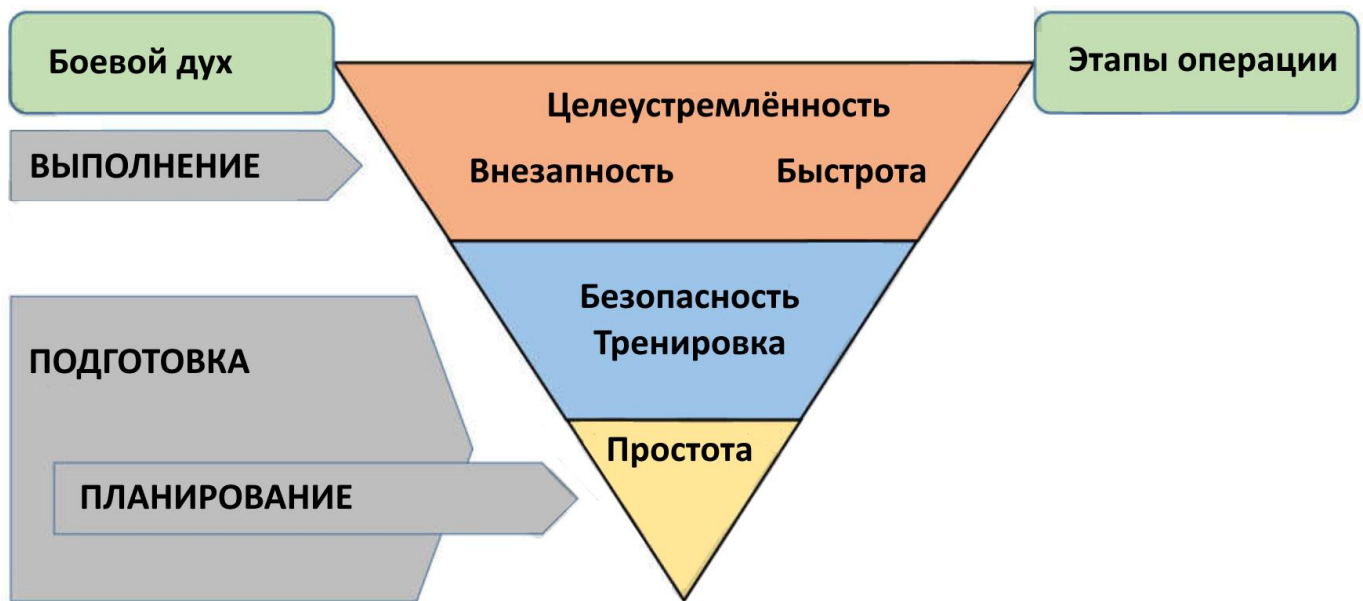 Боевой дух
Этапы операции
Целеустремлённость
ВЫПОЛНЕНИЕ
Внезапность Быстрота
Безопасность
Тренировка
ПОДГОТОВКА
Простота
ПЛАНИРОВАНИЕ